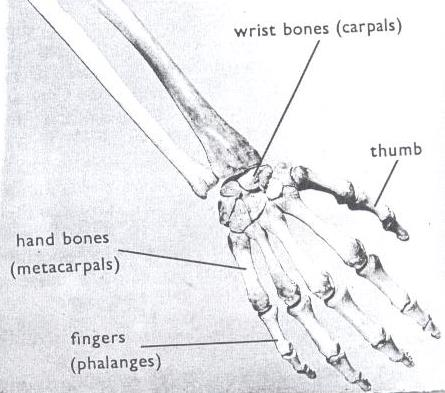 wrist bones (carpals)
thumb
hand bones
(metacarpals)
fingers
(phalanges)